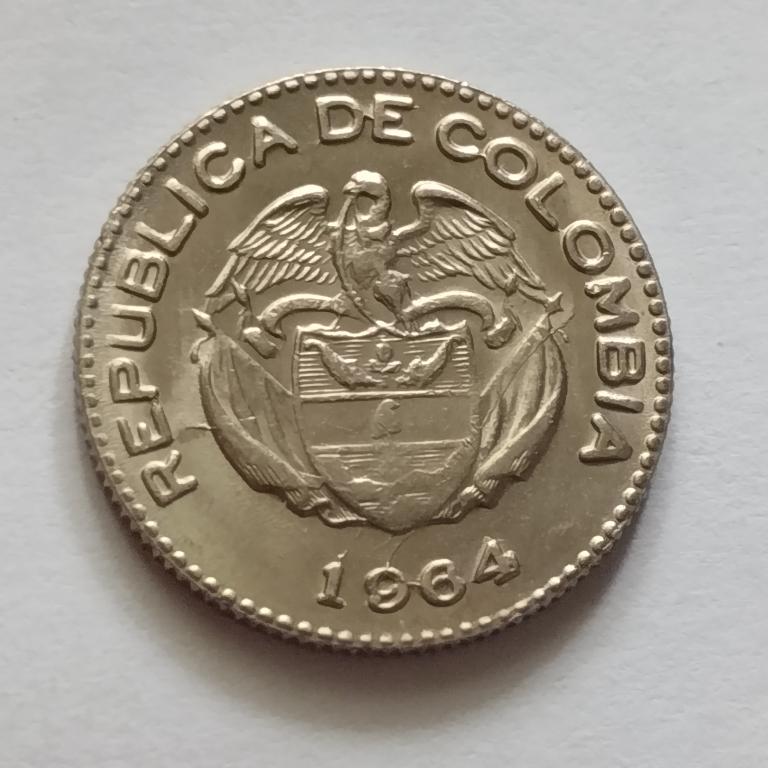 REPUBLICA DE COLOMBIA
1964